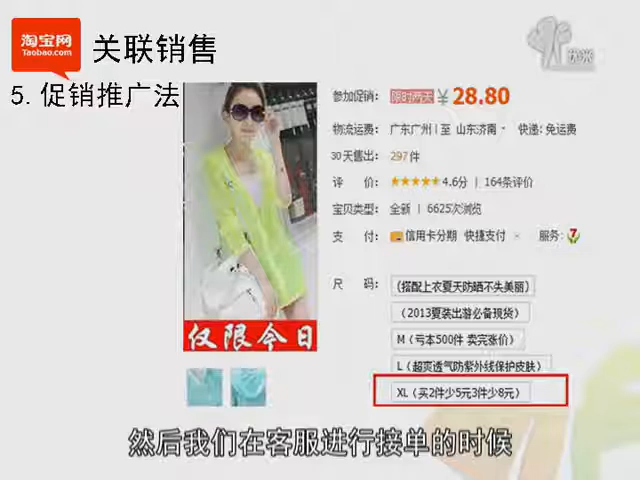 淘宝网
Taobao.com
关联销售
优米
5. 促销推广法
参加促销： 限时两天 ¥28.80
物流运费： 广东广州 | 至 山东济南 快递：免运费
30天售出： 297件
评 价： 4.6分 | 164条评价
宝贝类型： 全新 | 6625次浏览
支 付： 信用卡分期 快捷支付 服务： 7
尺 码：
（搭配上衣夏天防晒不失美丽）
（2013夏装出游必备现货）
M（亏本500件 卖完涨价）
L（超爽透气防紫外线保护皮肤）
XL（买2件少5元3件少8元）
仅限今日
然后我们在客服进行接单的时候